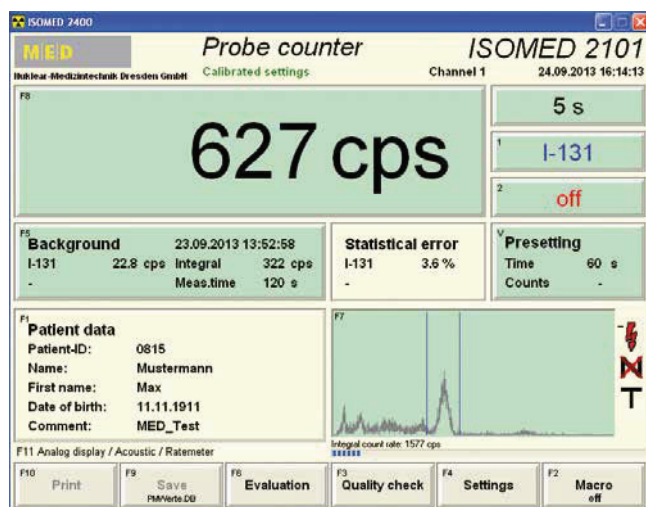 ISOMED 2400
MED
Nuklear-Medizintechnik Dresden GmbH
Probe counter
Calibrated settings
Channel 1
ISOMED 2101
24.09.2013 16:14:13
F8
627 cps
5 s
1
I-131
2
off
F5
Background 23.09.2013 13:52:58
I-131 22.8 cps Integral 322 cps
- Meas.time 120 s
Statistical error
I-131 3.6 %
-
V
Presetting
Time 60 s
Counts -
F1
Patient data
Patient-ID: 0815
Name: Mustermann
First name: Max
Date of birth: 11.11.1911
Comment: MED_Test
F7
Integral count rate: 1577 cps
T
F11 Analog display / Acoustic / Ratemeter
F10
Print
F9
Save
PMWerte.DB
F6
Evaluation
F3
Quality check
F4
Settings
F2
Macro
off